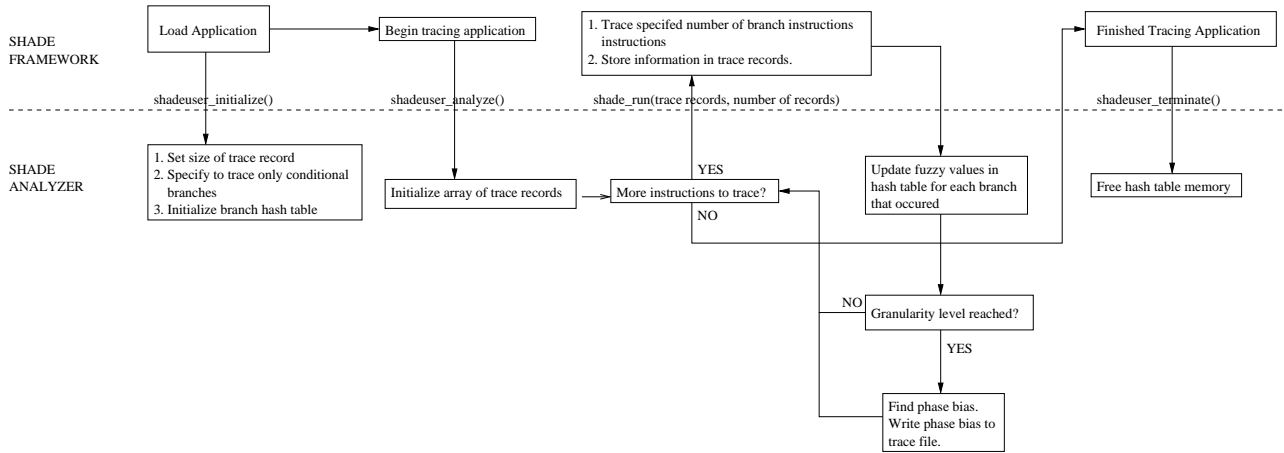 SHADE
FRAMEWORK
Load Application
Begin tracing application
1. Trace specifed number of branch instructions
instructions
2. Store information in trace records.
Finished Tracing Application
shadeuser_initialize()
shadeuser_analyze()
shade_run(trace records, number of records)
shadeuser_terminate()
SHADE
ANALYZER
1. Set size of trace record
2. Specify to trace only conditional
branches
3. Initialize branch hash table
Initialize array of trace records
YES
More instructions to trace?
NO
Update fuzzy values in
hash table for each branch
that occured
Free hash table memory
NO
Granularity level reached?
YES
Find phase bias.
Write phase bias to
trace file.